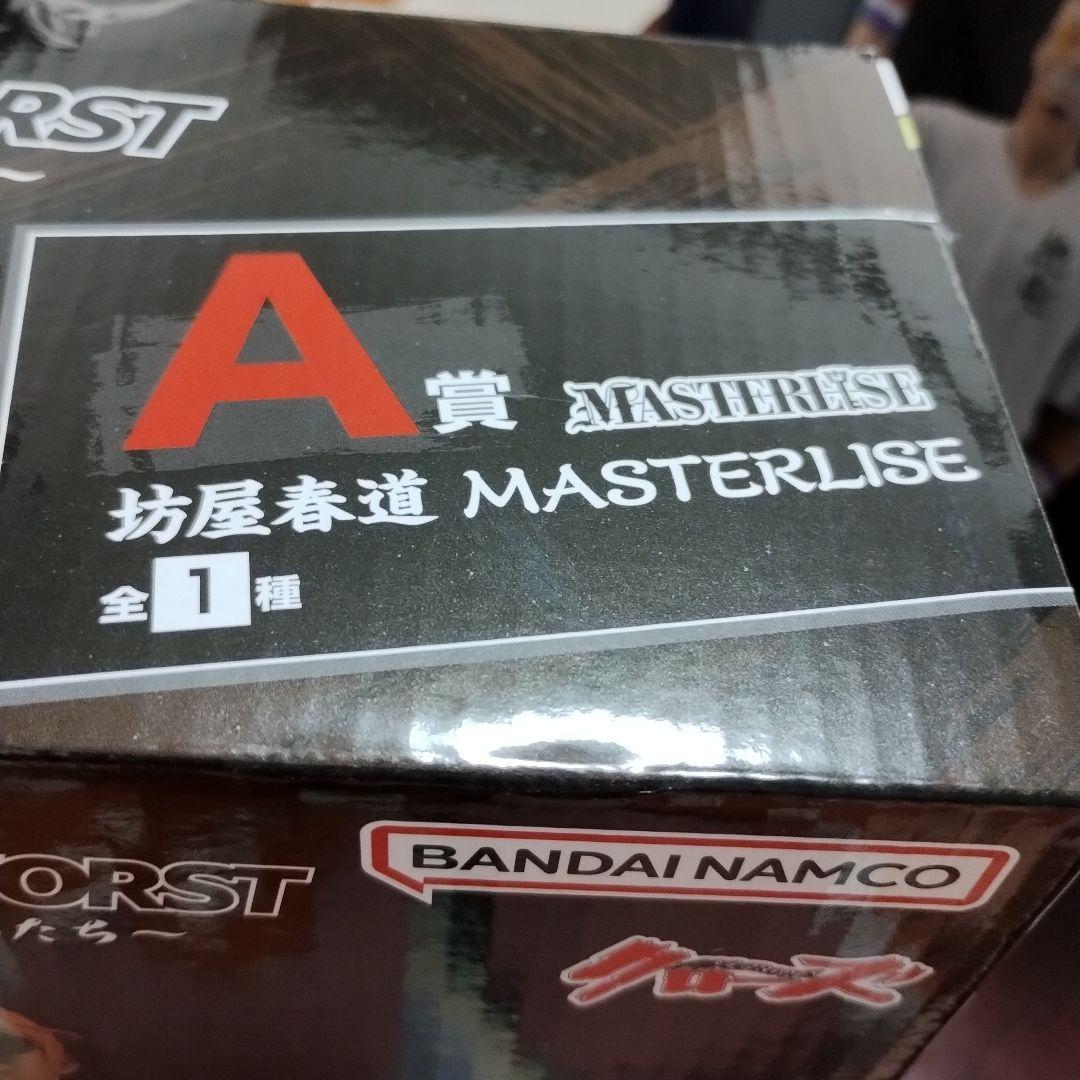 RST
～
A賞 MASTERLISE
坊屋春道 MASTERLISE
全1種
BANDAI NAMCO
ORST
たち～
クローズ